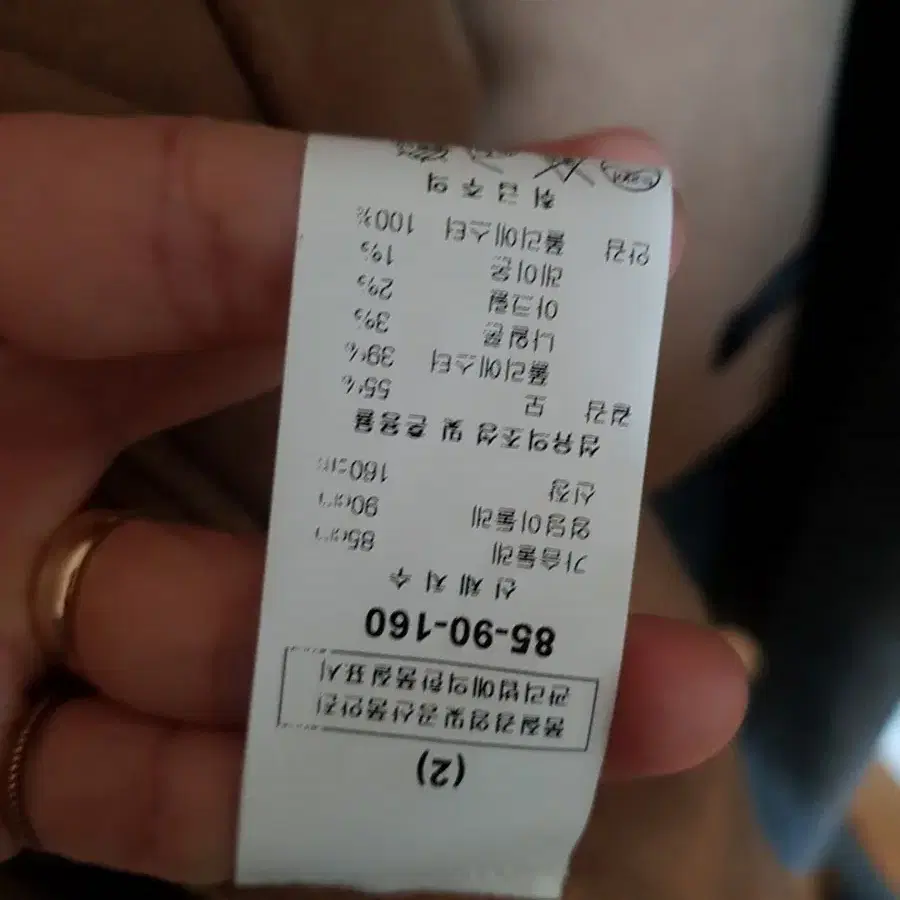 (2)
품질경영및공산품안전
관리법에의한품질표시
85-90-160
신 체 치 수
가슴둘레 85cm
엉덩이둘레 90cm
신장 160cm
섬유의조성 및 혼용율
겉감 모 55%
폴리에스터 39%
나일론 3%
아크릴 2%
레이온 1%
안감 폴리에스터 100%
취 급 주 의